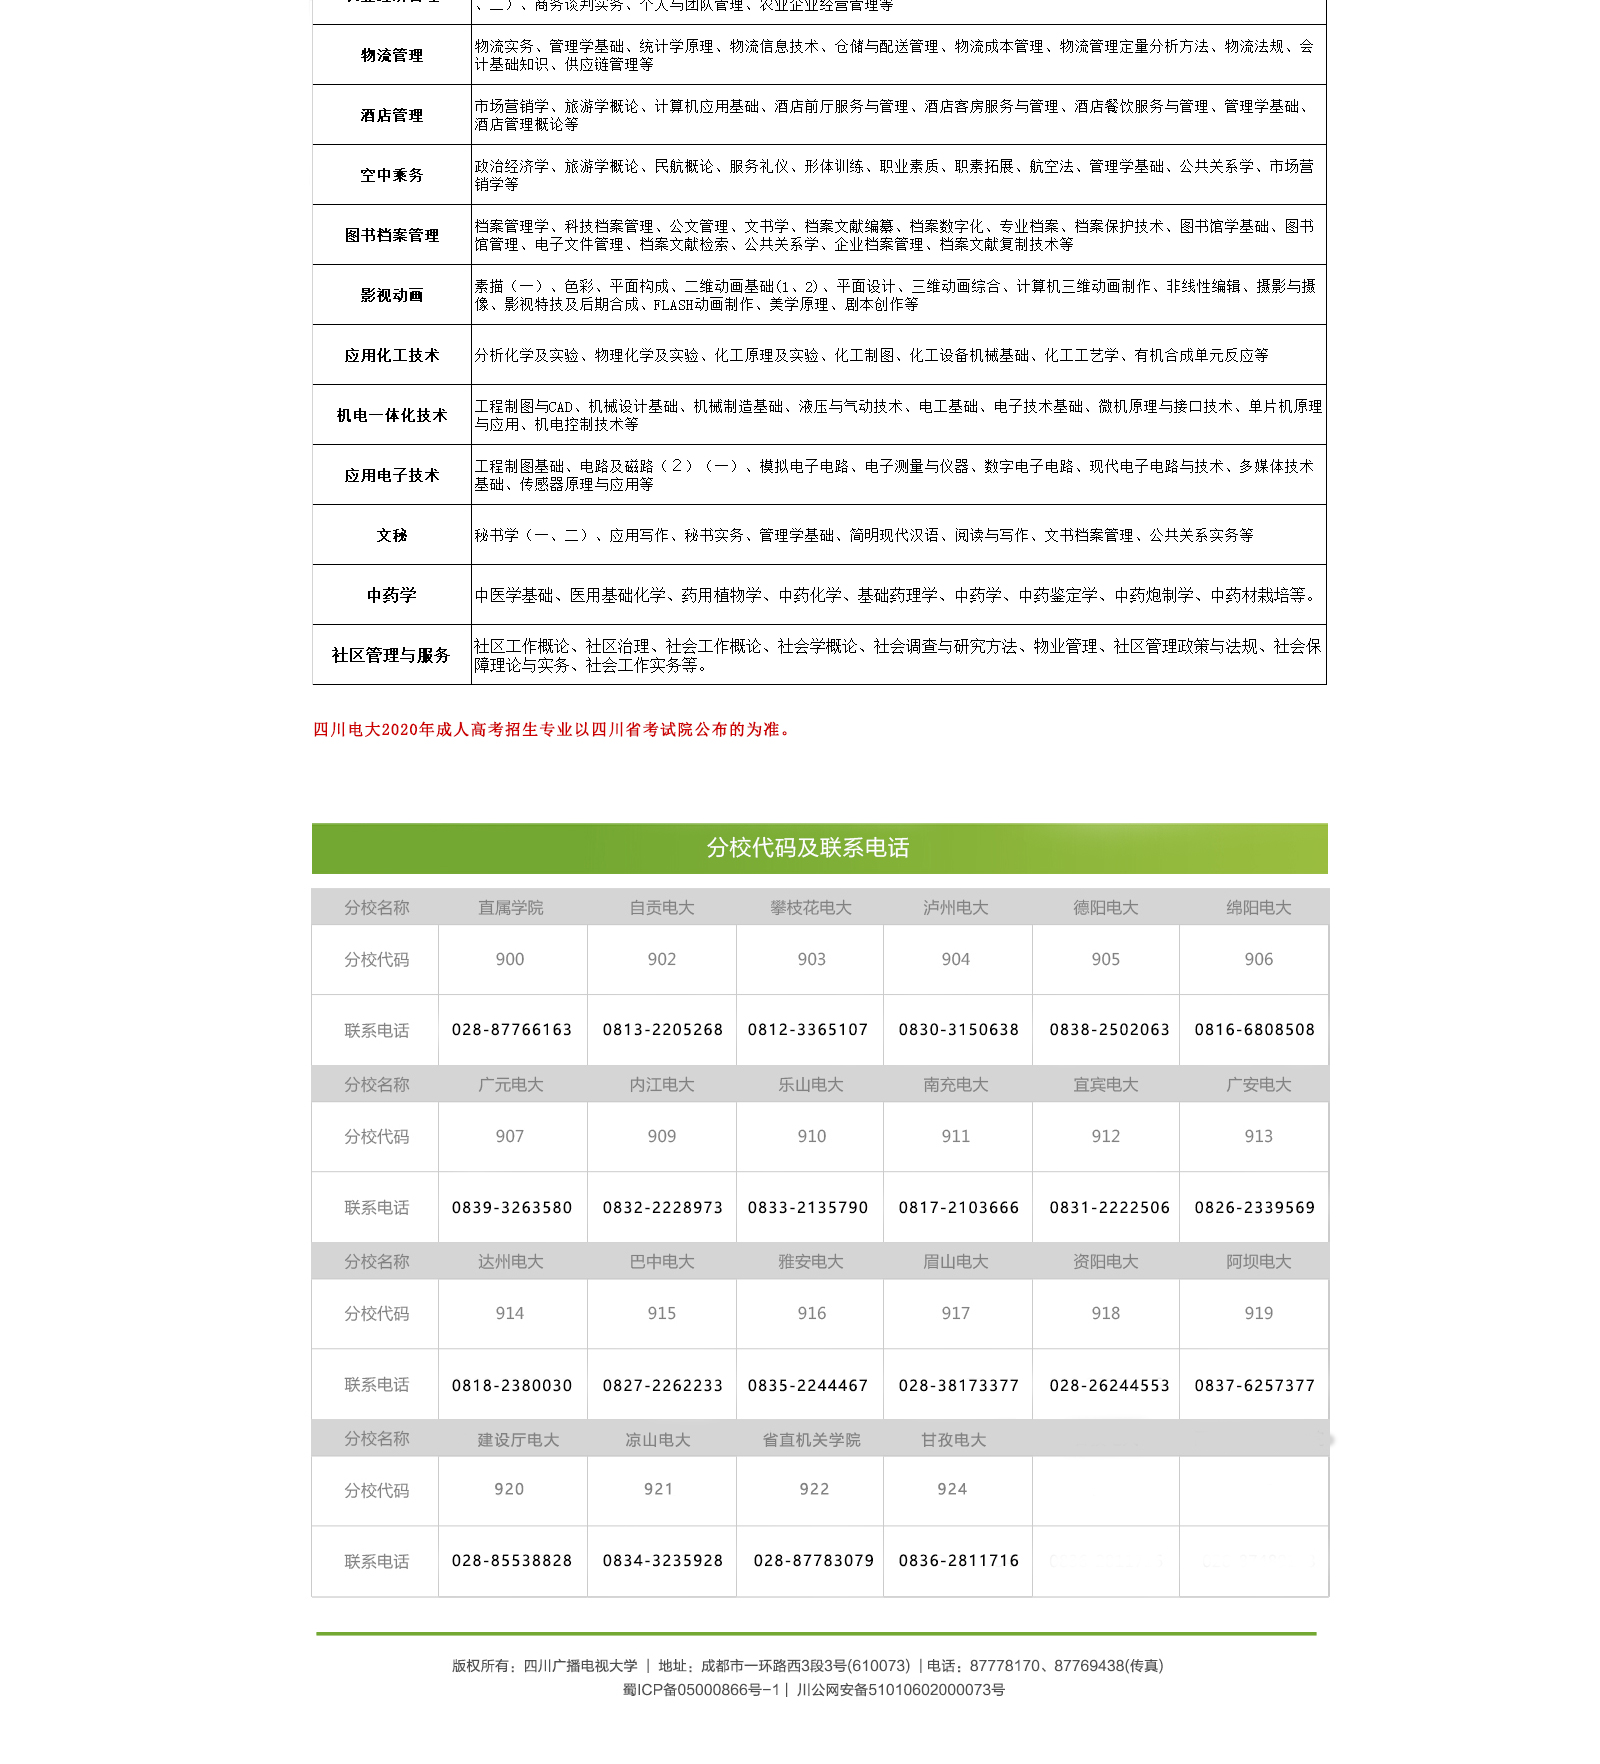 、二）、商务谈判实务、个人与团队管理、农业企业经营管理等
物流管理
物流实务、管理学基础、统计学原理、物流信息技术、仓储与配送管理、物流成本管理、物流管理定量分析方法、物流法规、会
计基础知识、供应链管理等
酒店管理
市场营销学、旅游学概论、计算机应用基础、酒店前厅服务与管理、酒店客房服务与管理、酒店餐饮服务与管理、管理学基础、
酒店管理概论等
空中乘务
政治经济学、旅游学概论、民航概论、服务礼仪、形体训练、职业素质、职素拓展、航空法、管理学基础、公共关系学、市场营
销学等
图书档案管理
档案管理学、科技档案管理、公文管理、文书学、档案文献编纂、档案数字化、专业档案、档案保护技术、图书馆学基础、图书
馆管理、电子文件管理、档案文献检索、公共关系学、企业档案管理、档案文献复制技术等
影视动画
素描（一）、色彩、平面构成、二维动画基础(1、2)、平面设计、三维动画综合、计算机三维动画制作、非线性编辑、摄影与摄
像、影视特技及后期合成、FLASH动画制作、美学原理、剧本创作等
应用化工技术
分析化学及实验、物理化学及实验、化工原理及实验、化工制图、化工设备机械基础、化工工艺学、有机合成单元反应等
机电一体化技术
工程制图与CAD、机械设计基础、机械制造基础、液压与气动技术、电工基础、电子技术基础、微机原理与接口技术、单片机原理
与应用、机电控制技术等
应用电子技术
工程制图基础、电路及磁路（２）（一）、模拟电子电路、电子测量与仪器、数字电子电路、现代电子电路与技术、多媒体技术
基础、传感器原理与应用等
文秘
秘书学（一、二）、应用写作、秘书实务、管理学基础、简明现代汉语、阅读与写作、文书档案管理、公共关系实务等
中药学
中医学基础、医用基础化学、药用植物学、中药化学、基础药理学、中药学、中药鉴定学、中药炮制学、中药材栽培等。
社区管理与服务
社区工作概论、社区治理、社会工作概论、社会学概论、社会调查与研究方法、物业管理、社区管理政策与法规、社会保
障理论与实务、社会工作实务等。
四川电大2020年成人高考招生专业以四川省考试院公布的为准。
分校代码及联系电话
分校名称 直属学院 自贡电大 攀枝花电大 泸州电大 德阳电大 绵阳电大
分校代码 900 902 903 904 905 906
联系电话 028-87766163 0813-2205268 0812-3365107 0830-3150638 0838-2502063 0816-6808508
分校名称 广元电大 内江电大 乐山电大 南充电大 宜宾电大 广安电大
分校代码 907 909 910 911 912 913
联系电话 0839-3263580 0832-2228973 0833-2135790 0817-2103666 0831-2222506 0826-2339569
分校名称 达州电大 巴中电大 雅安电大 眉山电大 资阳电大 阿坝电大
分校代码 914 915 916 917 918 919
联系电话 0818-2380030 0827-2262233 0835-2244467 028-38173377 028-26244553 0837-6257377
分校名称 建设厅电大 凉山电大 省直机关学院 甘孜电大
分校代码 920 921 922 924
联系电话 028-85538828 0834-3235928 028-87783079 0836-2811716
版权所有：四川广播电视大学 | 地址：成都市一环路西3段3号(610073) | 电话：87778170、87769438(传真)
蜀ICP备05000866号-1 | 川公网安备51010602000073号